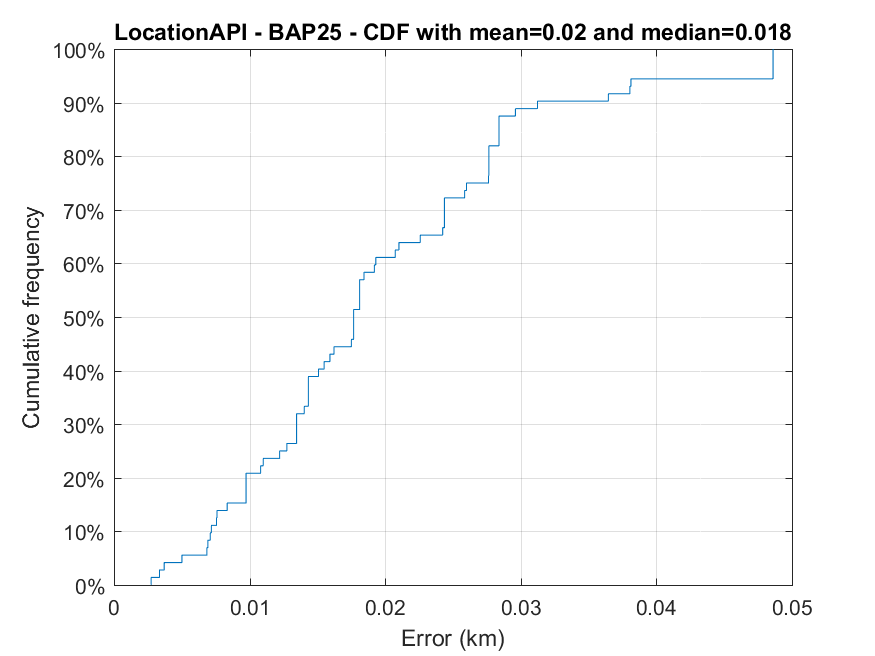 LocationAPI - BAP25 - CDF with mean=0.02 and median=0.018
100%
90%
80%
70%
60%
50%
40%
30%
20%
10%
0%
Cumulative frequency
0 0.01 0.02 0.03 0.04 0.05
Error (km)